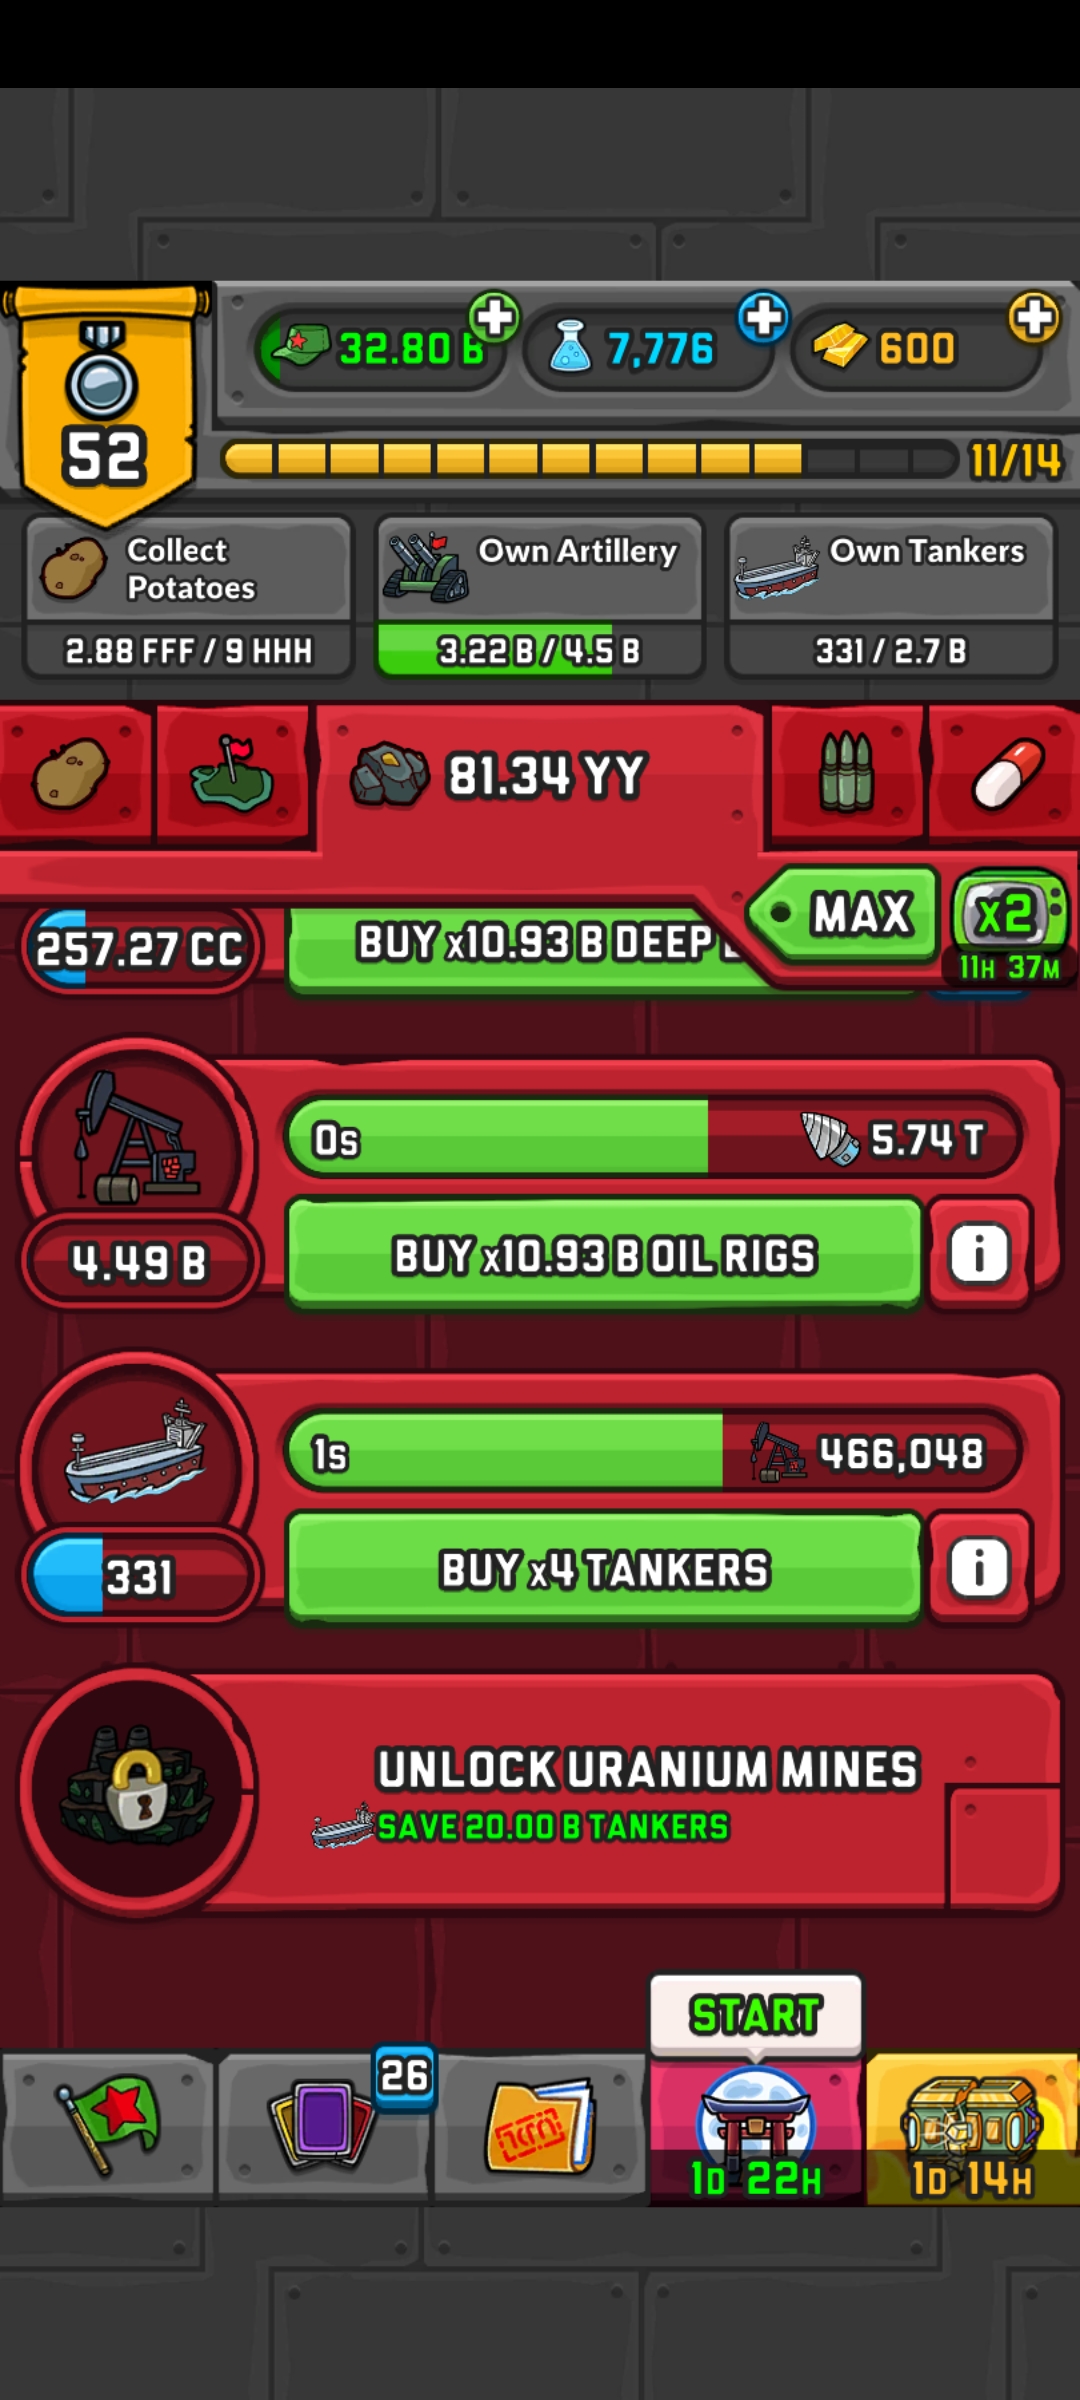 32.80 B
7,776
600
52
11/14
Collect
Potatoes
2.88 FFF / 9 HHH
Own Artillery
3.22 B / 4.5 B
Own Tankers
331 / 2.7 B
81.34 YY
MAX
x2
11H 37M
257.27 CC
BUY x10.93 B DEEP
0s
5.74 T
4.49 B
BUY x10.93 B OIL RIGS
i
1s
466,048
331
BUY x4 TANKERS
i
UNLOCK URANIUM MINES
SAVE 20.00 B TANKERS
START
26
1D 22H
1D 14H